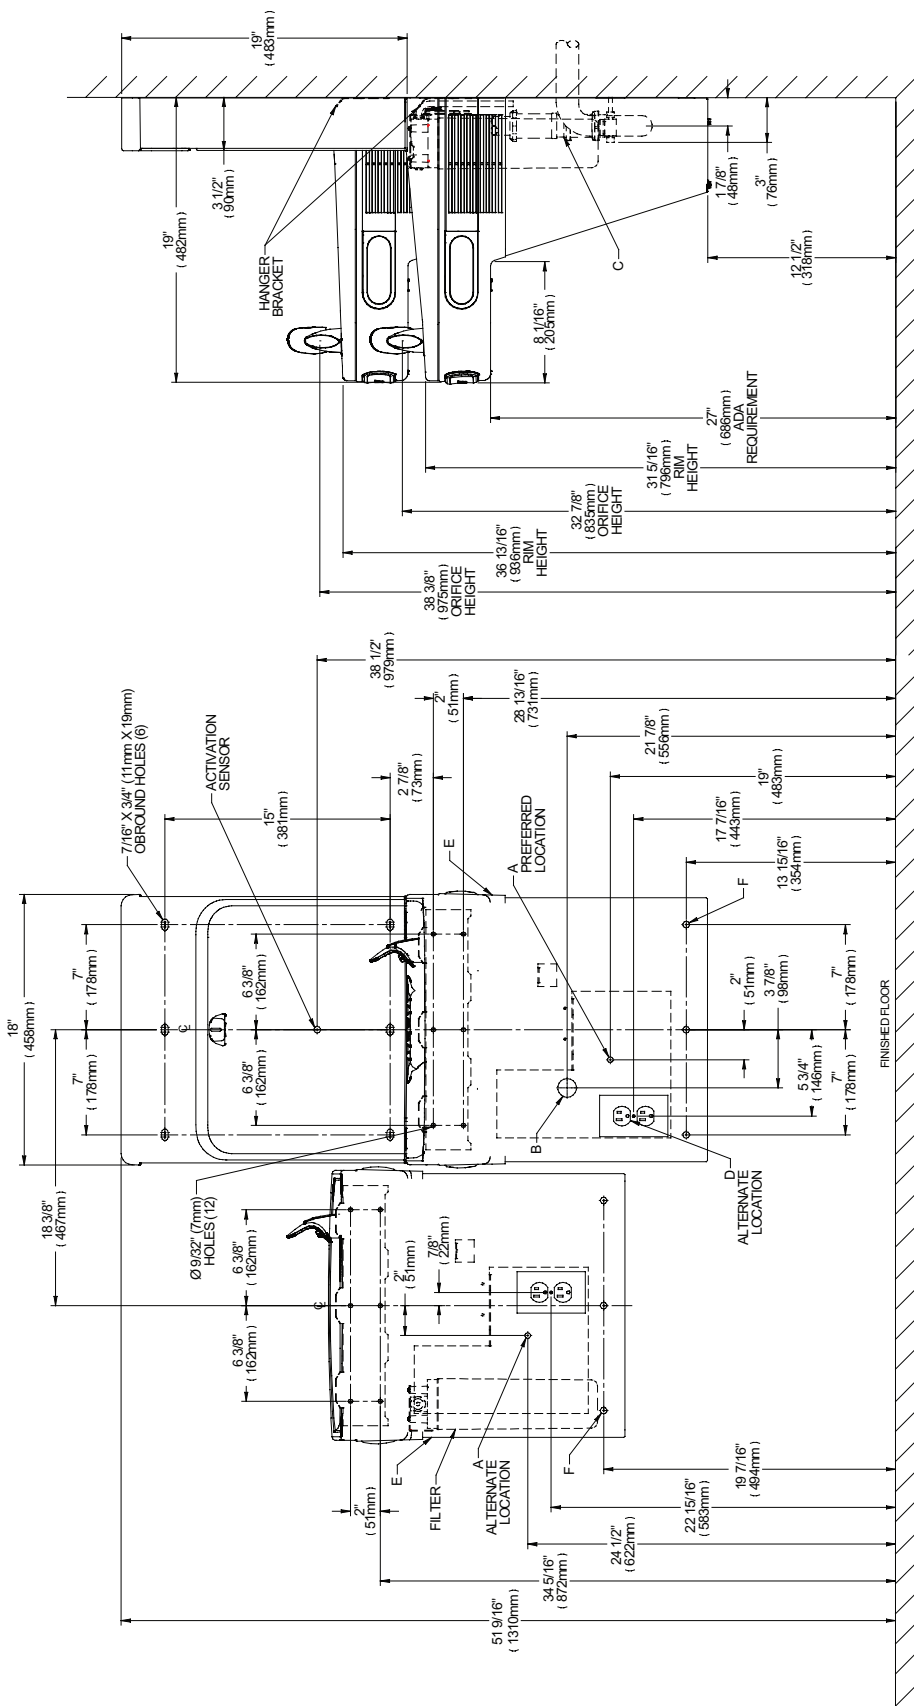 51 9/16"
( 1310mm )
34 5/16"
( 872mm )
24 1/2"
( 622mm )
22 15/16"
( 583mm )
19 7/16"
( 494mm )
2"
( 51mm )
E
FILTER
A
ALTERNATE
LOCATION
F
18 3/8"
( 467mm )
6 3/8"
( 162mm )
6 3/8"
( 162mm )
Ø 9/32" (7mm)
HOLES (12)
C
2"
( 51mm )
7/8"
( 22mm )
18"
( 458mm )
7"
( 178mm )
7"
( 178mm )
7/16" X 3/4" (11mm X 19mm)
OBROUND HOLES (6)
C
15"
( 381mm )
ACTIVATION
SENSOR
6 3/8"
( 162mm )
6 3/8"
( 162mm )
2 7/8"
( 73mm )
2"
( 51mm )
38 1/2"
( 979mm )
28 13/16"
( 731mm )
21 7/8"
( 556mm )
19"
( 483mm )
17 7/16"
( 443mm )
13 15/16"
( 354mm )
E
A
PREFERRED
LOCATION
B
D
ALTERNATE
LOCATION
F
2"
( 51mm )
3 7/8"
( 98mm )
5 3/4"
( 146mm )
7"
( 178mm )
7"
( 178mm )
FINISHED FLOOR
19"
( 483mm )
3 1/2"
( 90mm )
19"
( 482mm )
HANGER
BRACKET
C
1 7/8"
( 48mm )
3"
( 76mm )
12 1/2"
( 318mm )
8 1/16"
( 205mm )
27"
( 686mm )
ADA
REQUIREMENT
31 5/16"
( 796mm )
RIM
HEIGHT
32 7/8"
( 835mm )
ORIFICE
HEIGHT
36 13/16"
( 936mm )
RIM
HEIGHT
38 3/8"
( 975mm )
ORIFICE
HEIGHT